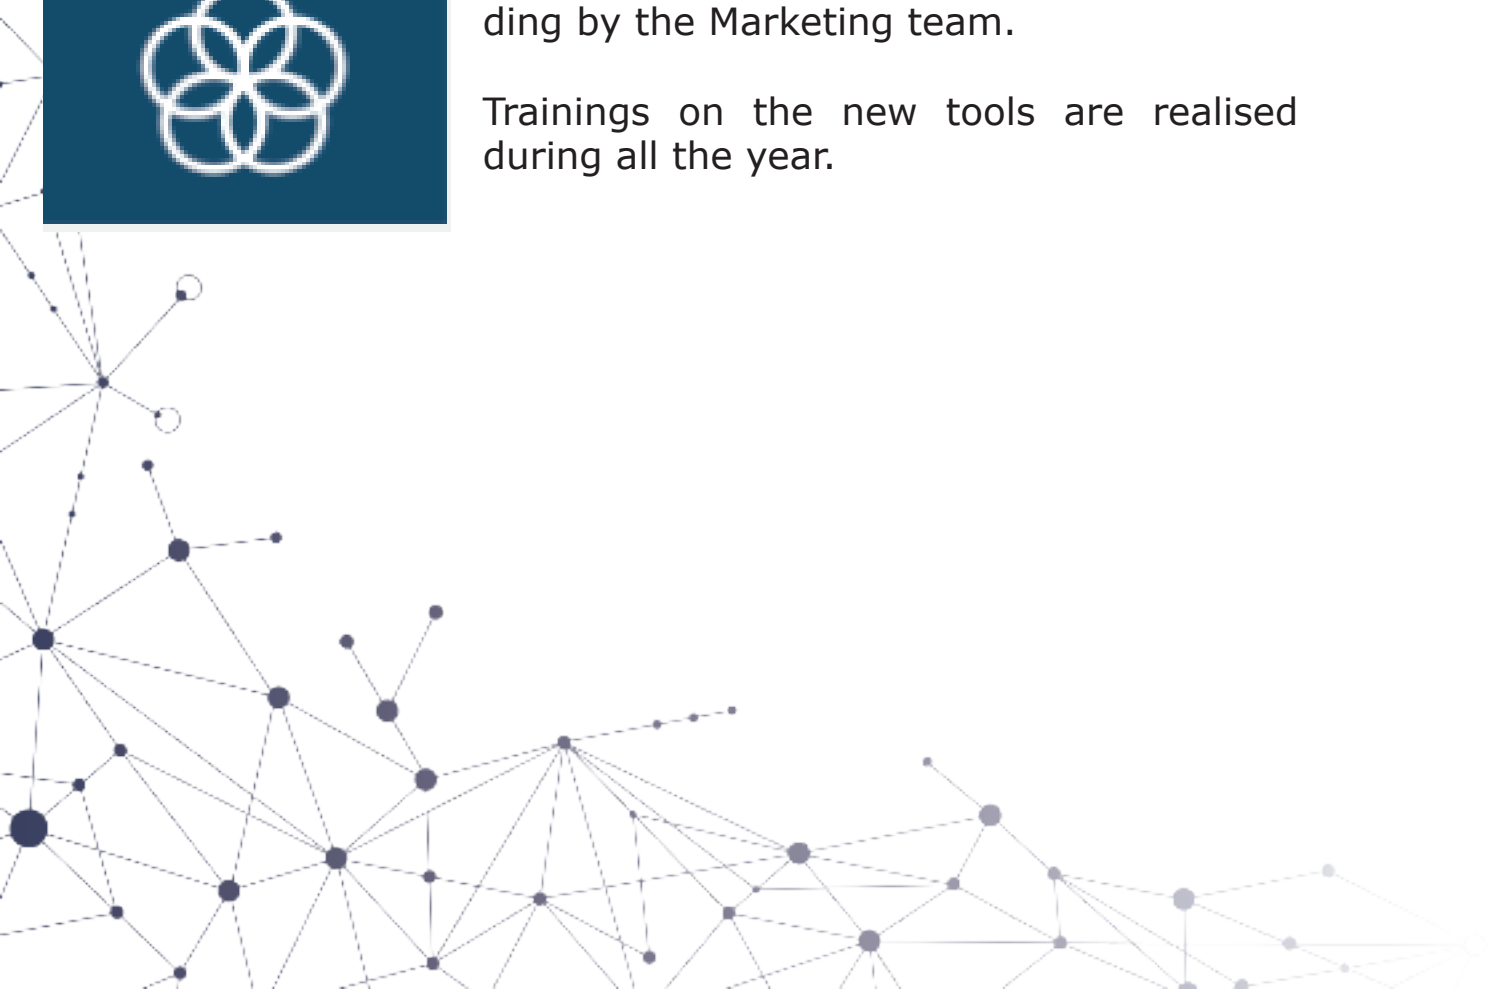 ding by the Marketing team.
Trainings on the new tools are realised
during all the year.